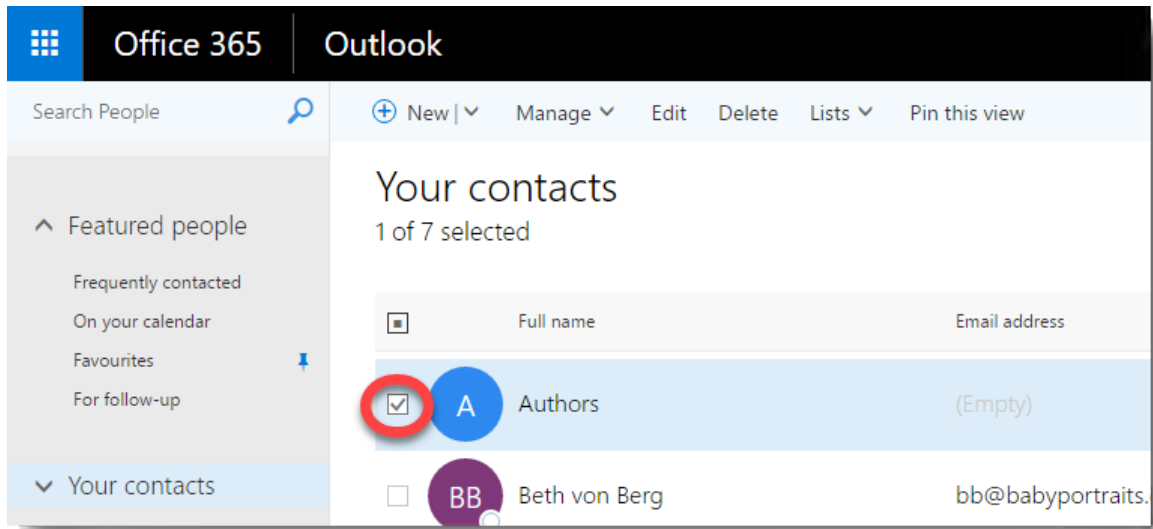 Office 365 Outlook
Search People
New | Manage Edit Delete Lists Pin this view
Your contacts
1 of 7 selected
Featured people
Frequently contacted
On your calendar
Favourites
For follow-up
Your contacts
Full name Email address
A Authors (Empty)
BB Beth von Berg bb@babyportraits.